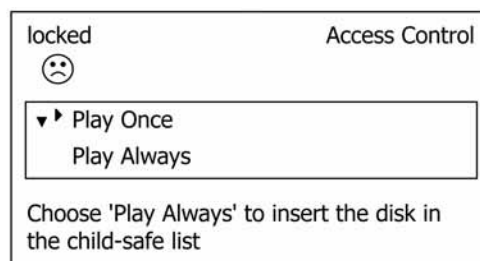 locked Access Control
Play Once
Play Always
Choose 'Play Always' to insert the disk in
the child-safe list